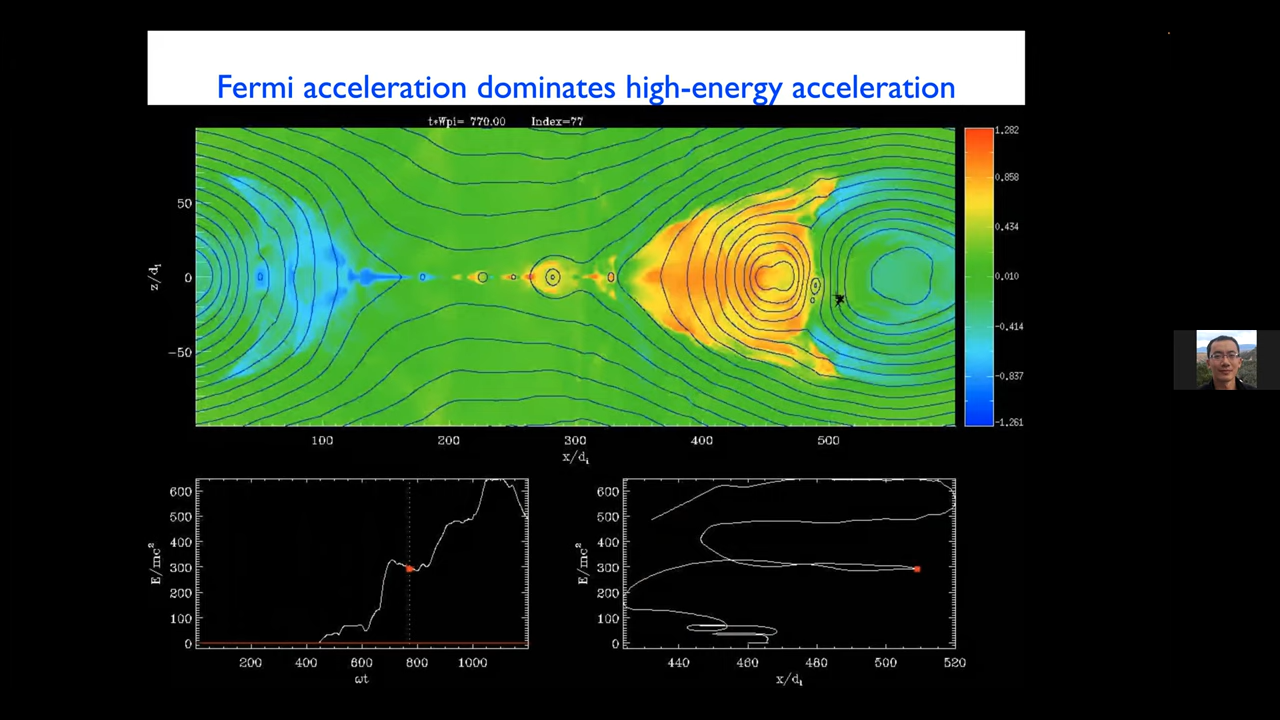 Fermi acceleration dominates high-energy acceleration
t*Wpi= 770.00 Index=77
1.282
0.858
0.434
0.010
-0.414
-0.837
-1.261
50
0
-50
z/di
100 200 300 400 500
x/di
600
500
400
300
200
100
0
E/mc²
200 400 600 800 1000
ωt
600
500
400
300
200
100
0
E/mc²
440 460 480 500 520
x/di